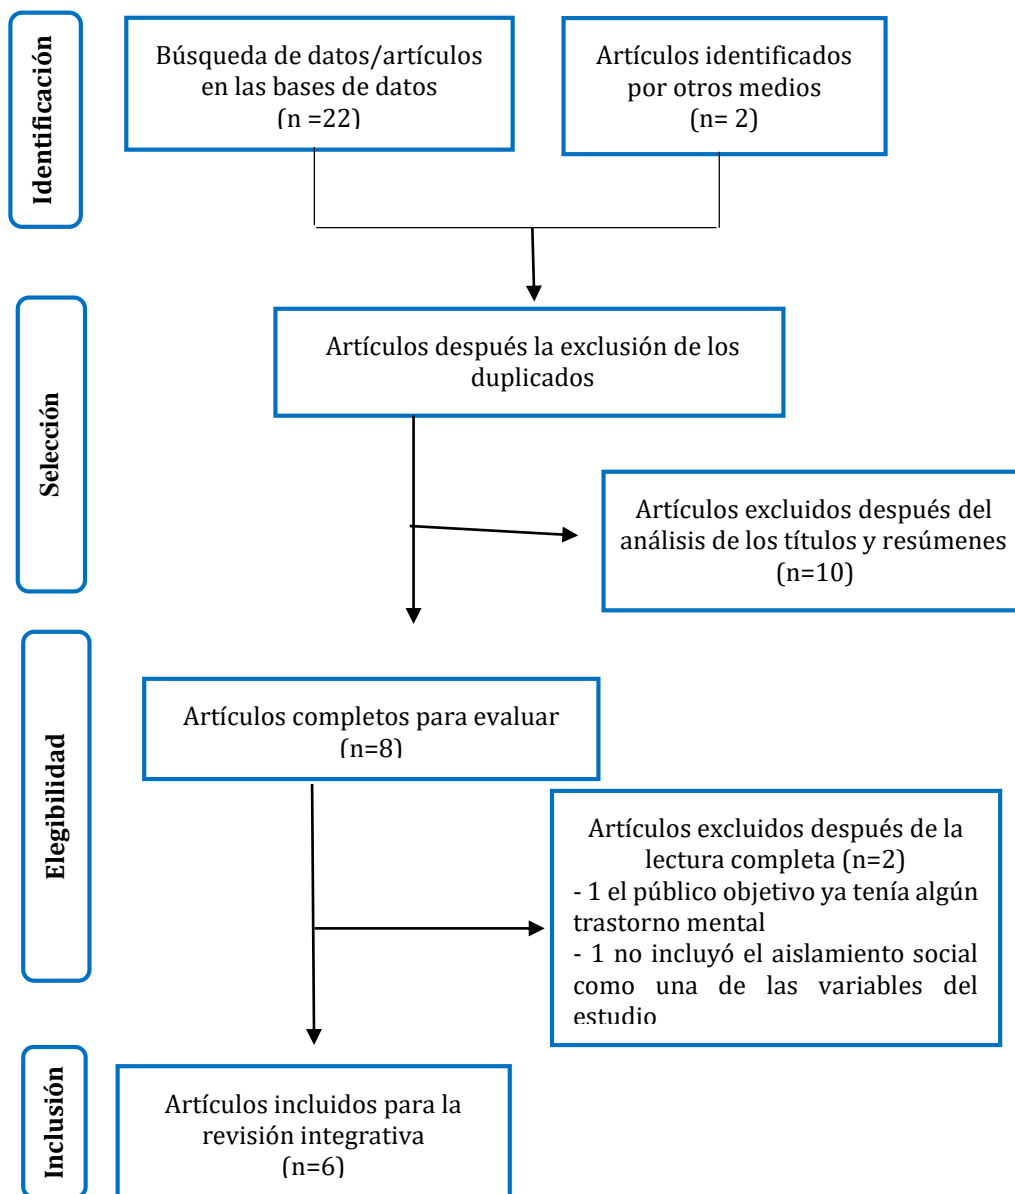 Identificación
Búsqueda de datos/artículos
en las bases de datos
(n =22)
Artículos identificados
por otros medios
(n= 2)
Selección
Artículos después la exclusión de los
duplicados
Artículos excluidos después del
análisis de los títulos y resúmenes
(n=10)
Elegibilidad
Artículos completos para evaluar
(n=8)
Artículos excluidos después de la
lectura completa (n=2)
- 1 el público objetivo ya tenía algún
trastorno mental
- 1 no incluyó el aislamiento social
como una de las variables del
estudio
Inclusión
Artículos incluidos para la
revisión integrativa
(n=6)